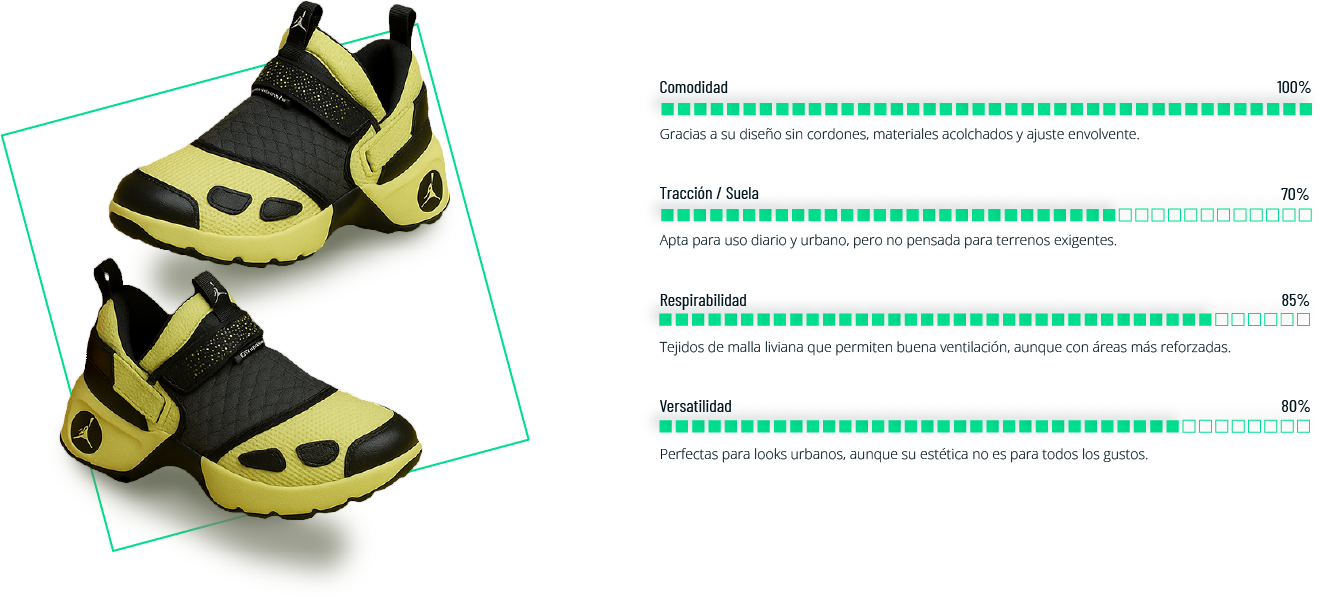 Comodidad 100%
Gracias a su diseño sin cordones, materiales acolchados y ajuste envolvente.
Tracción / Suela 70%
Apta para uso diario y urbano, pero no pensada para terrenos exigentes.
Respirabilidad 85%
Tejidos de malla liviana que permiten buena ventilación, aunque con áreas más reforzadas.
Versatilidad 80%
Perfectas para looks urbanos, aunque su estética no es para todos los gustos.